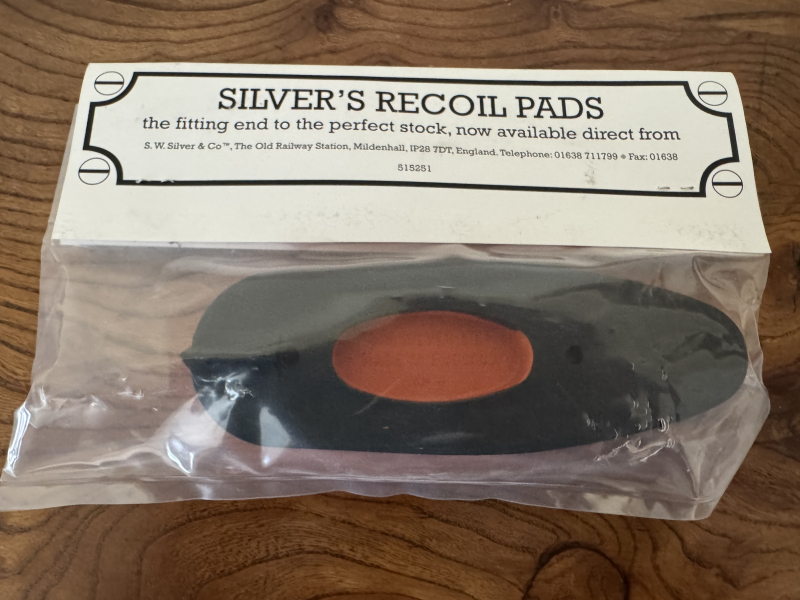 SILVER'S RECOIL PADS
the fitting end to the perfect stock, now available direct from
S. W. Silver & Co™, The Old Railway Station, Mildenhall, IP28 7DT, England. Telephone: 01638 711799 • Fax: 01638
515251